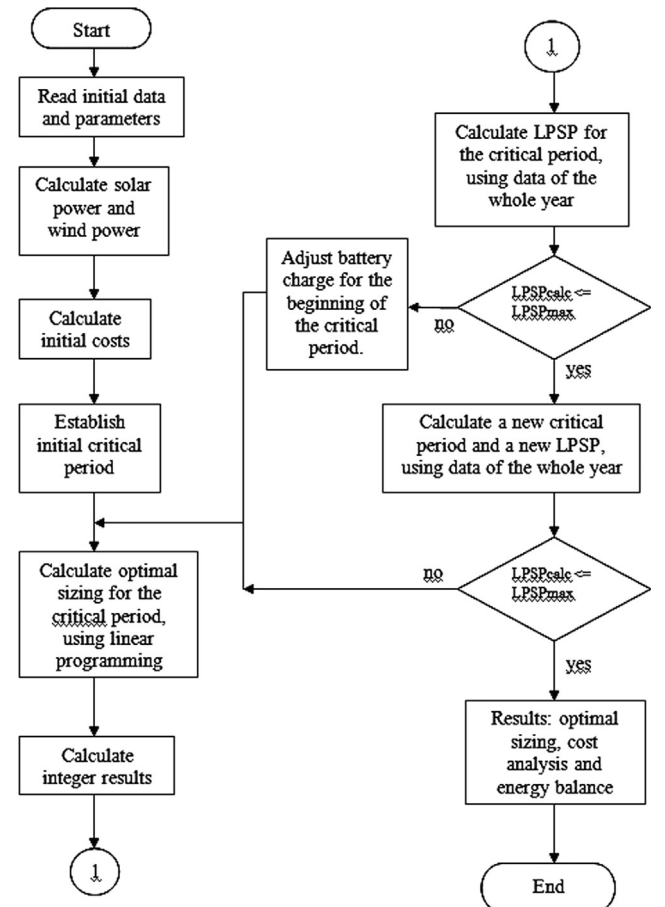 Start
Read initial data
and parameters
Calculate solar
power and
wind power
Calculate
initial costs
Establish
initial critical
period
Calculate optimal
sizing for the
critical period,
using linear
programming
Calculate
integer results
1
1
Calculate LPSP for
the critical period,
using data of the
whole year
LPSPcalc <=
LPSPmax
no
yes
Adjust battery
charge for the
beginning of
the critical
period.
Calculate a new critical
period and a new LPSP,
using data of the whole year
LPSPcalc <=
LPSPmax
no
yes
Results: optimal
sizing, cost
analysis and
energy balance
End